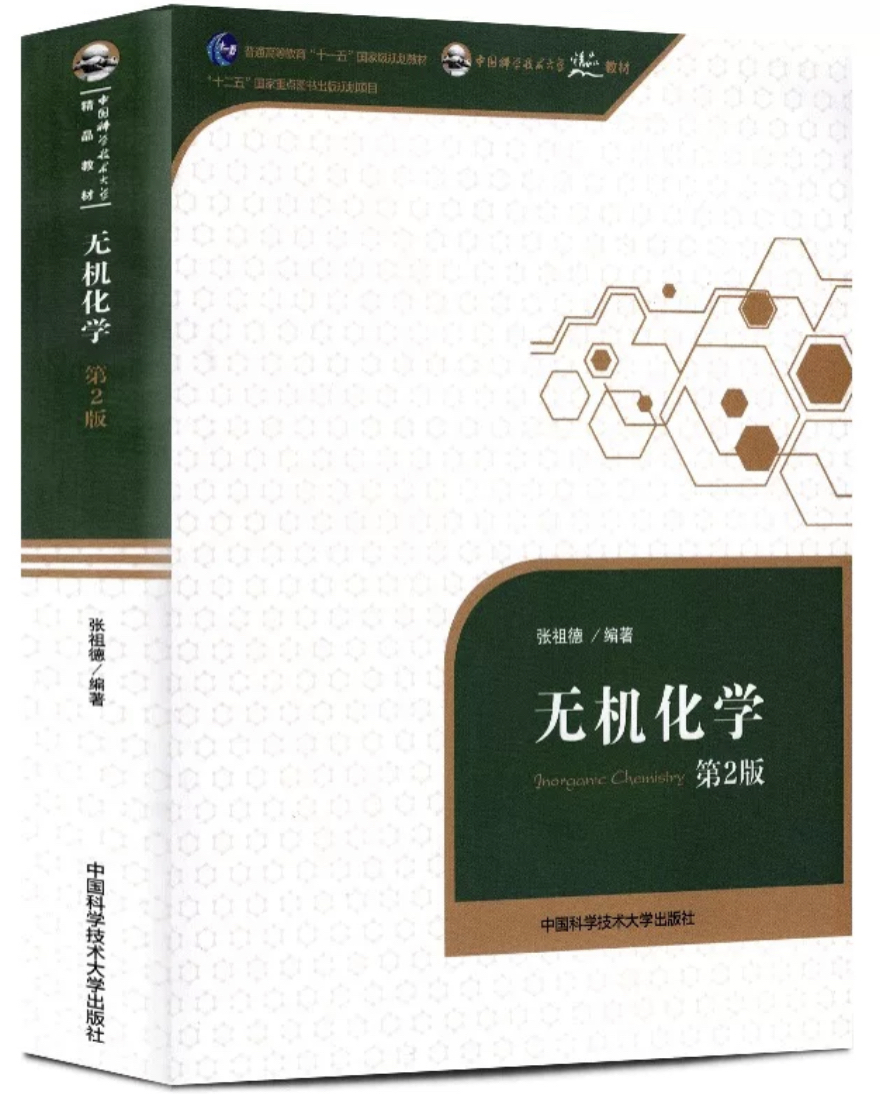 普通高等教育“十一五”国家级规划教材
中国科学技术大学 精品 教材
“十二五”国家重点图书出版规划项目
张祖德／编著
无机化学
Inorganic Chemistry 第2版
中国科学技术大学出版社
中国科学技术大学
精品教材
无机化学
第2版
张祖德／编著
中国科学技术大学出版社